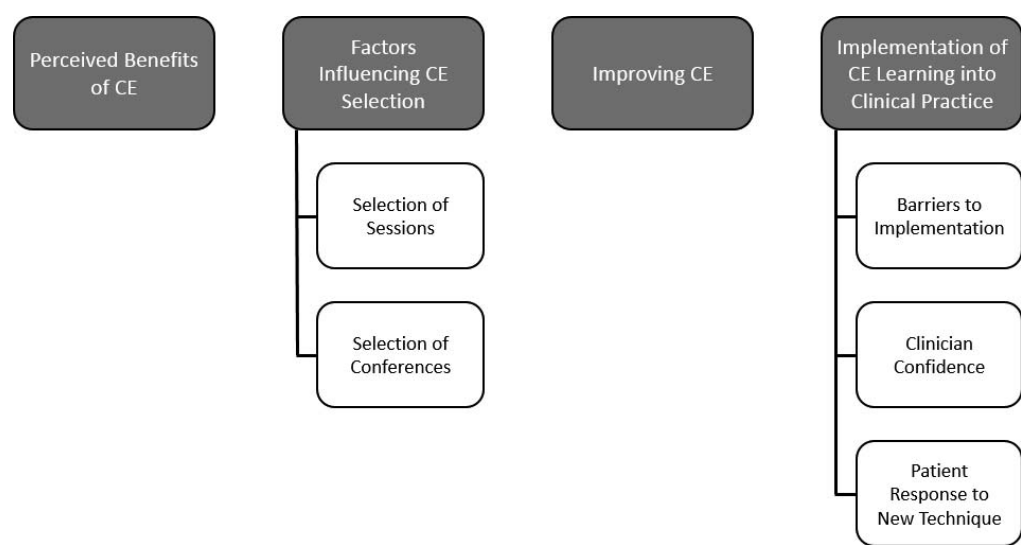 Perceived Benefits
of CE
Factors
Influencing CE
Selection
Selection of
Sessions
Selection of
Conferences
Improving CE
Implementation of
CE Learning into
Clinical Practice
Barriers to
Implementation
Clinician
Confidence
Patient
Response to
New Technique